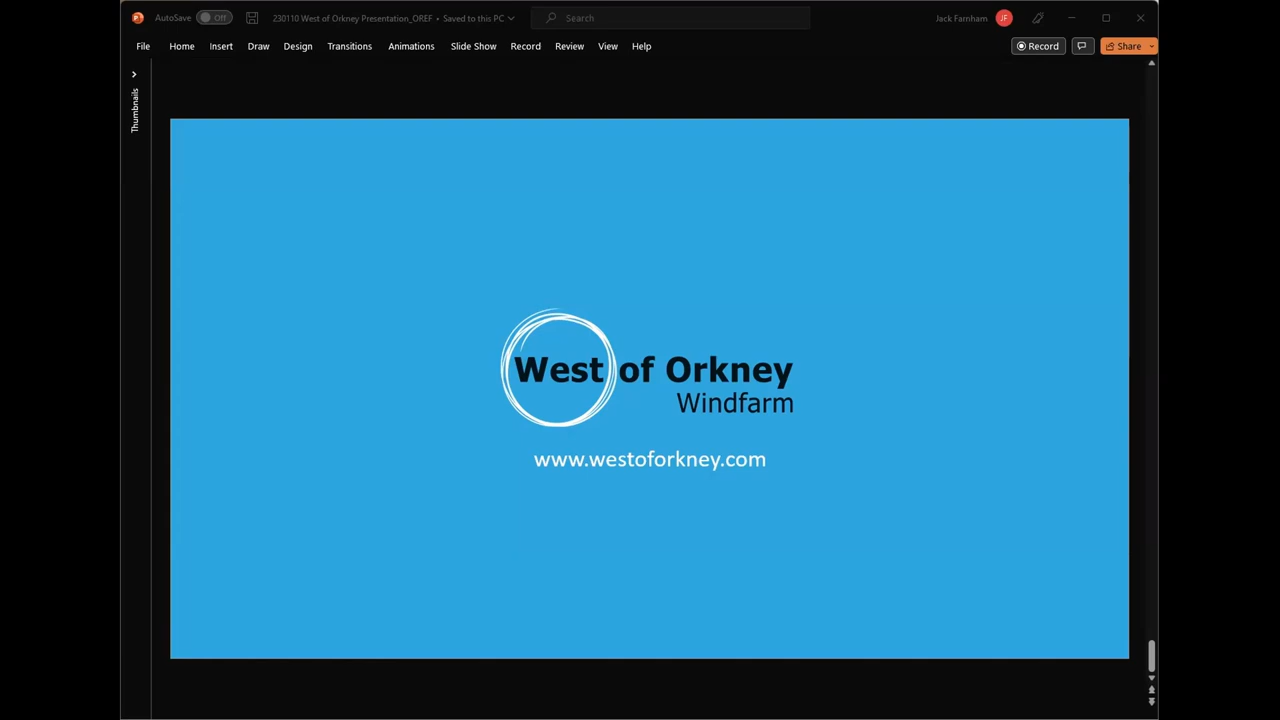 AutoSave Off 230110 West of Orkney Presentation_OREF • Saved to this PC Search Jack Farnham JF
File Home Insert Draw Design Transitions Animations Slide Show Record Review View Help Record Share
Thumbnails
West of Orkney
Windfarm
www.westoforkney.com